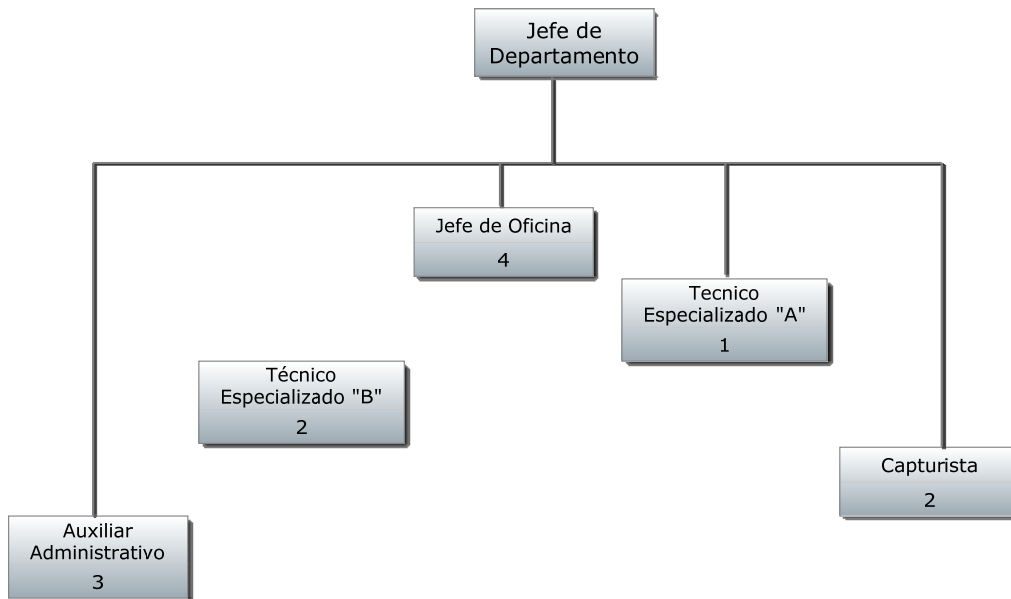 Jefe de
Departamento
Jefe de Oficina
4
Tecnico
Especializado "A"
1
Técnico
Especializado "B"
2
Capturista
2
Auxiliar
Administrativo
3